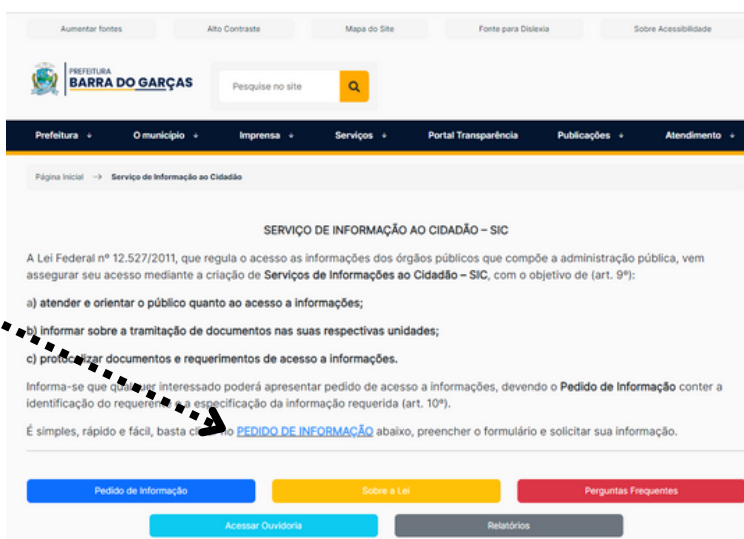 Aumentar fontes Alto Contraste Mapa do Site Fonte para Dislexia Sobre Acessibilidade
PREFEITURA
BARRA DO GARÇAS
Pesquise no site
Prefeitura O município Imprensa Serviços Portal Transparência Publicações Atendimento
Página Inicial → Serviço de Informação ao Cidadão
SERVIÇO DE INFORMAÇÃO AO CIDADÃO – SIC
A Lei Federal nº 12.527/2011, que regula o acesso as informações dos órgãos públicos que compõe a administração pública, vem
assegurar seu acesso mediante a criação de Serviços de Informações ao Cidadão – SIC, com o objetivo de (art. 9º):
a) atender e orientar o público quanto ao acesso a informações;
b) informar sobre a tramitação de documentos nas suas respectivas unidades;
c) protocolizar documentos e requerimentos de acesso a informações.
Informa-se que qualquer interessado poderá apresentar pedido de acesso a informações, devendo o Pedido de Informação conter a
identificação do requerente e a especificação da informação requerida (art. 10º).
É simples, rápido e fácil, basta no PEDIDO DE INFORMAÇÃO abaixo, preencher o formulário e solicitar sua informação.
Pedido de Informação Sobre a Lei Perguntas Frequentes
Acessar Ouvidoria Relatórios